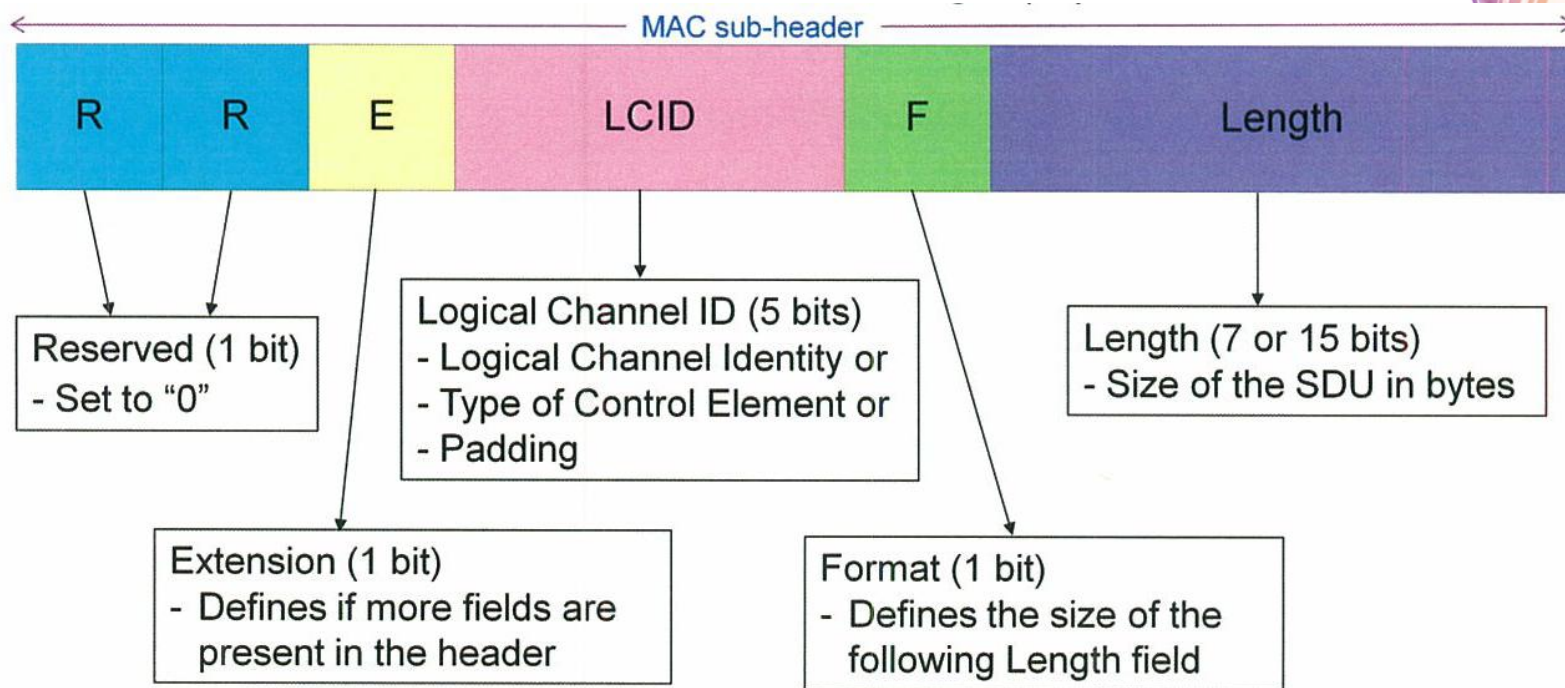 MAC sub-header
R R E LCID F Length
Reserved (1 bit)
- Set to “0”
Logical Channel ID (5 bits)
- Logical Channel Identity or
- Type of Control Element or
- Padding
Length (7 or 15 bits)
- Size of the SDU in bytes
Extension (1 bit)
- Defines if more fields are
present in the header
Format (1 bit)
- Defines the size of the
following Length field